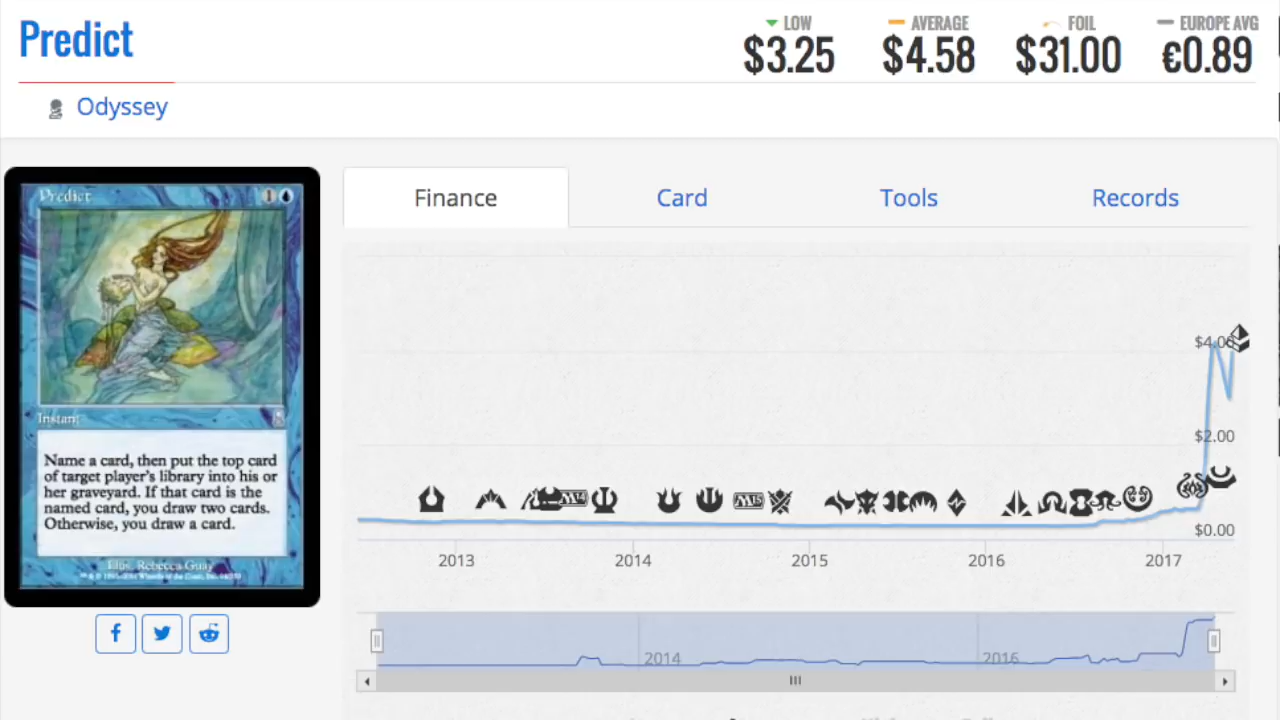 Predict
LOW
$3.25
AVERAGE
$4.58
FOIL
$31.00
EUROPE AVG
€0.89
Odyssey
Predict
1
Instant
Name a card, then put the top card
of target player's library into his or
her graveyard. If that card is the
named card, you draw two cards.
Otherwise, you draw a card.
Illus. Rebecca Guay
Finance
Card
Tools
Records
$4.00
$2.00
$0.00
M14
M15
2013
2014
2015
2016
2017
2014
2016